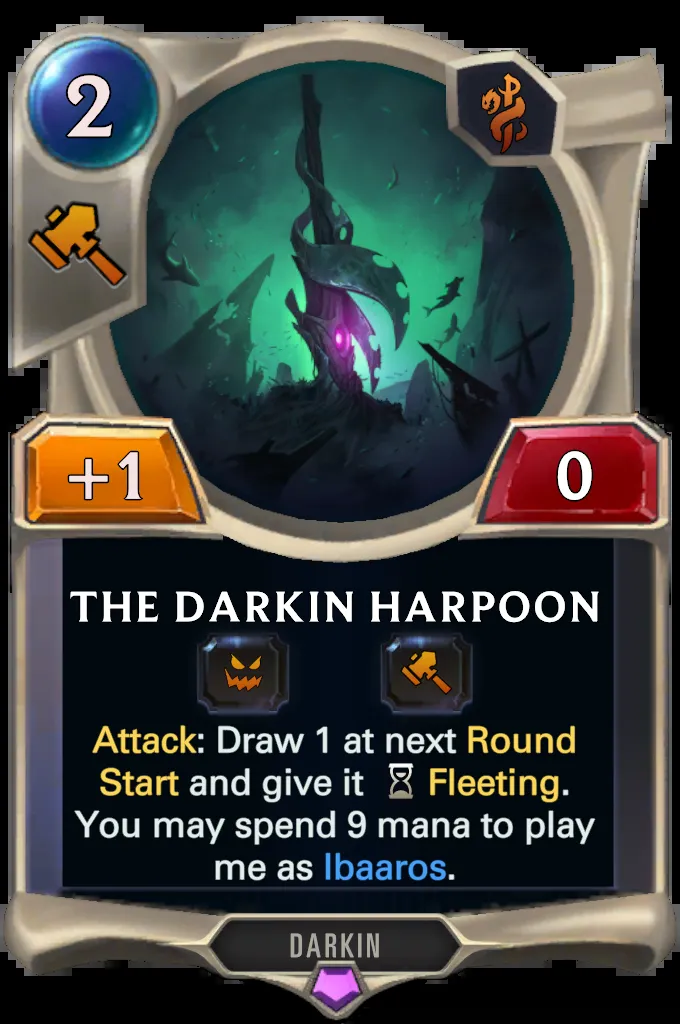 2
+1
0
THE DARKIN HARPOON
Attack: Draw 1 at next Round
Start and give it Fleeting.
You may spend 9 mana to play
me as Ibaaros.
DARKIN